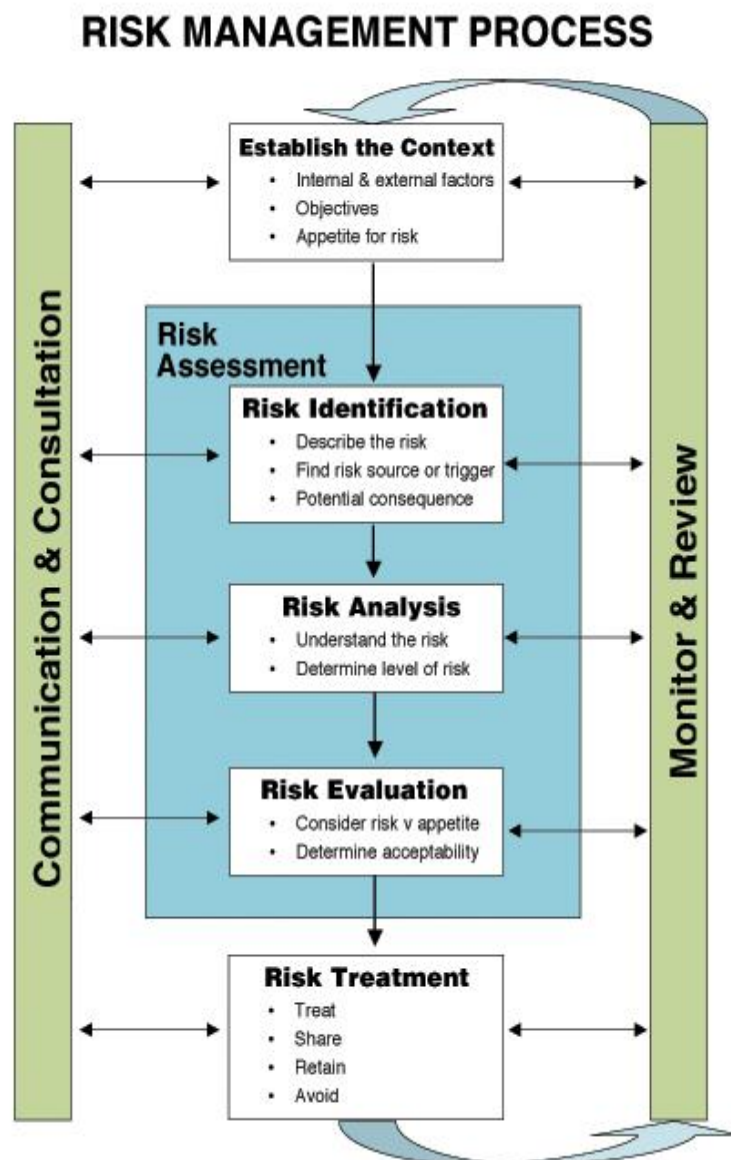 RISK MANAGEMENT PROCESS
Establish the Context
• Internal & external factors
• Objectives
• Appetite for risk
Communication & Consultation
Monitor & Review
Risk
Assessment
Risk Identification
• Describe the risk
• Find risk source or trigger
• Potential consequence
Risk Analysis
• Understand the risk
• Determine level of risk
Risk Evaluation
• Consider risk v appetite
• Determine acceptability
Risk Treatment
• Treat
• Share
• Retain
• Avoid